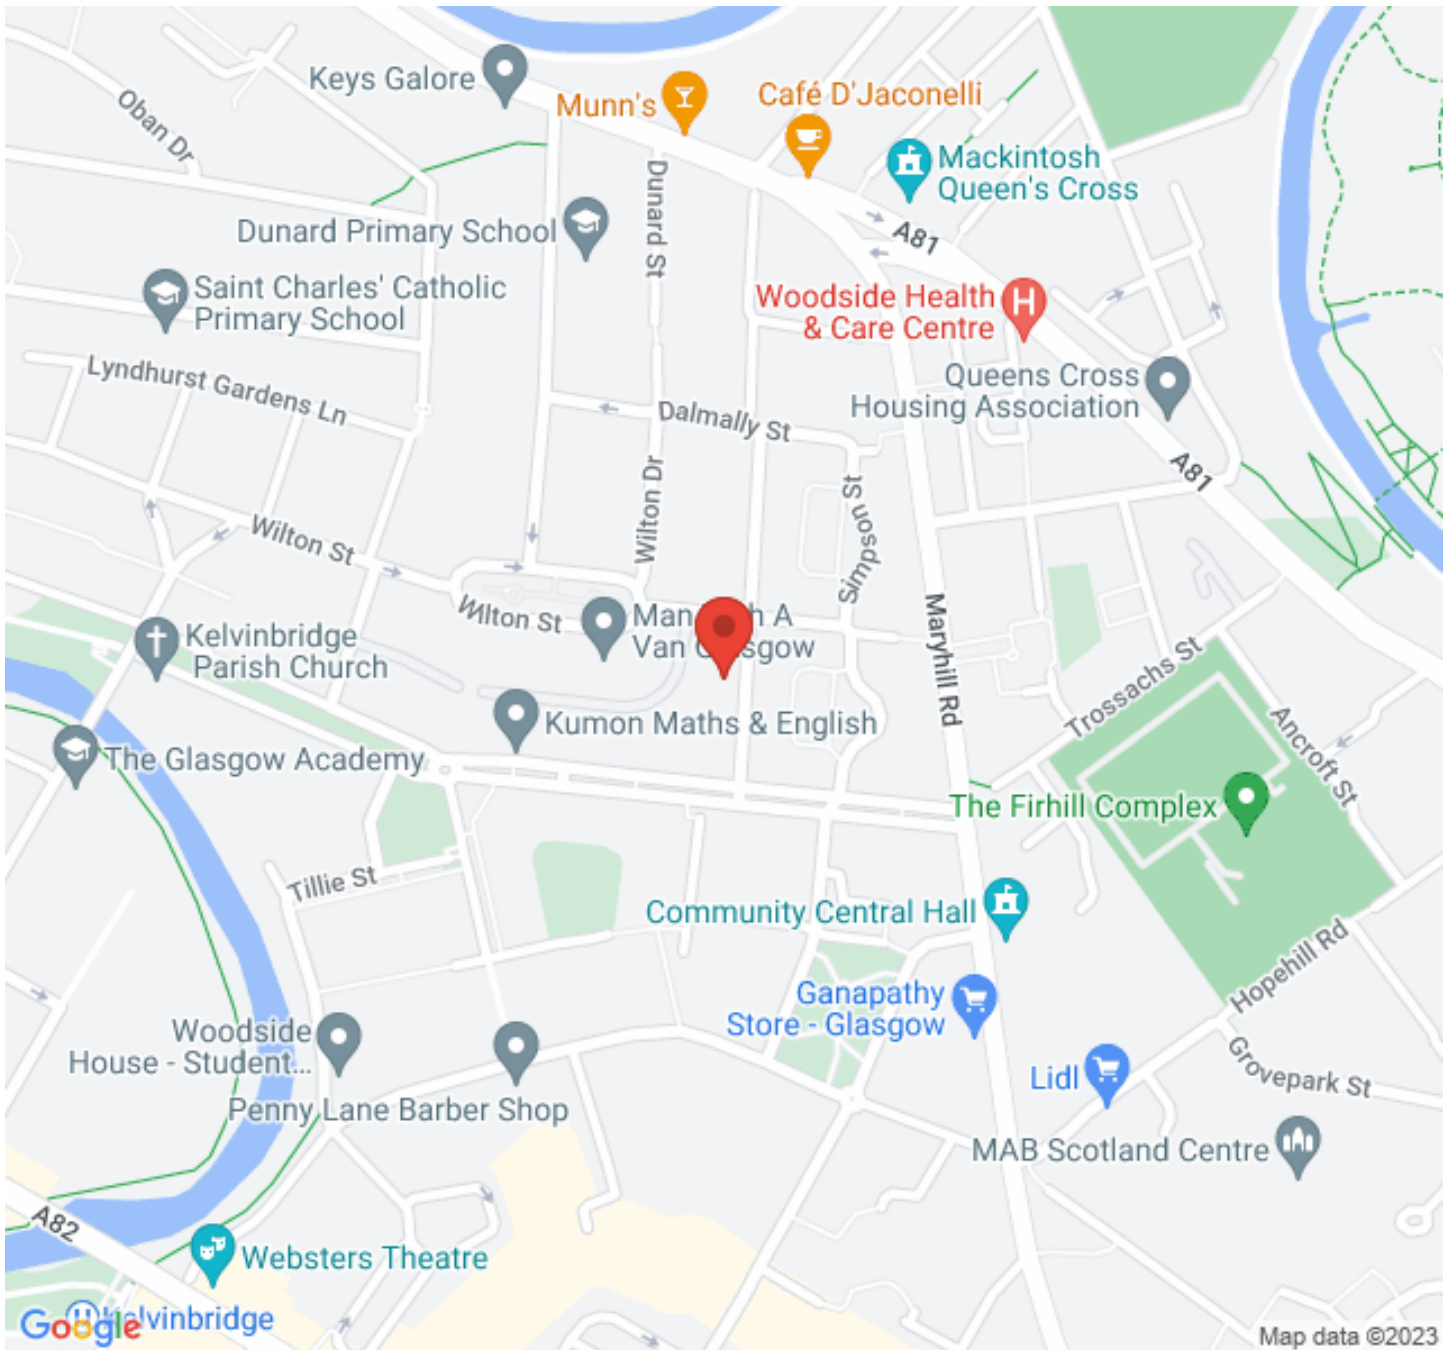 Keys Galore
Munn's
Café D'Jaconelli
Oban Dr
Mackintosh
Queen's Cross
Dunard St
Dunard Primary School
A81
Saint Charles' Catholic
Primary School
Woodside Health
& Care Centre
Lyndhurst Gardens Ln
Queens Cross
Housing Association
Dalmally St
A81
Wilton Dr
Simpson St
Wilton St
Wilton St
Man
A
Van
Kelvinbridge
Parish Church
Maryhill Rd
Trossachs St
Kumon Maths & English
Ancroft St
The Glasgow Academy
The Firhill Complex
Tillie St
Community Central Hall
Hopehill Rd
Ganapathy
Store - Glasgow
Woodside
House - Student...
Lidl
Grovepark St
Penny Lane Barber Shop
MAB Scotland Centre
A82
Websters Theatre
Kelvinbridge
Google
Map data ©2023